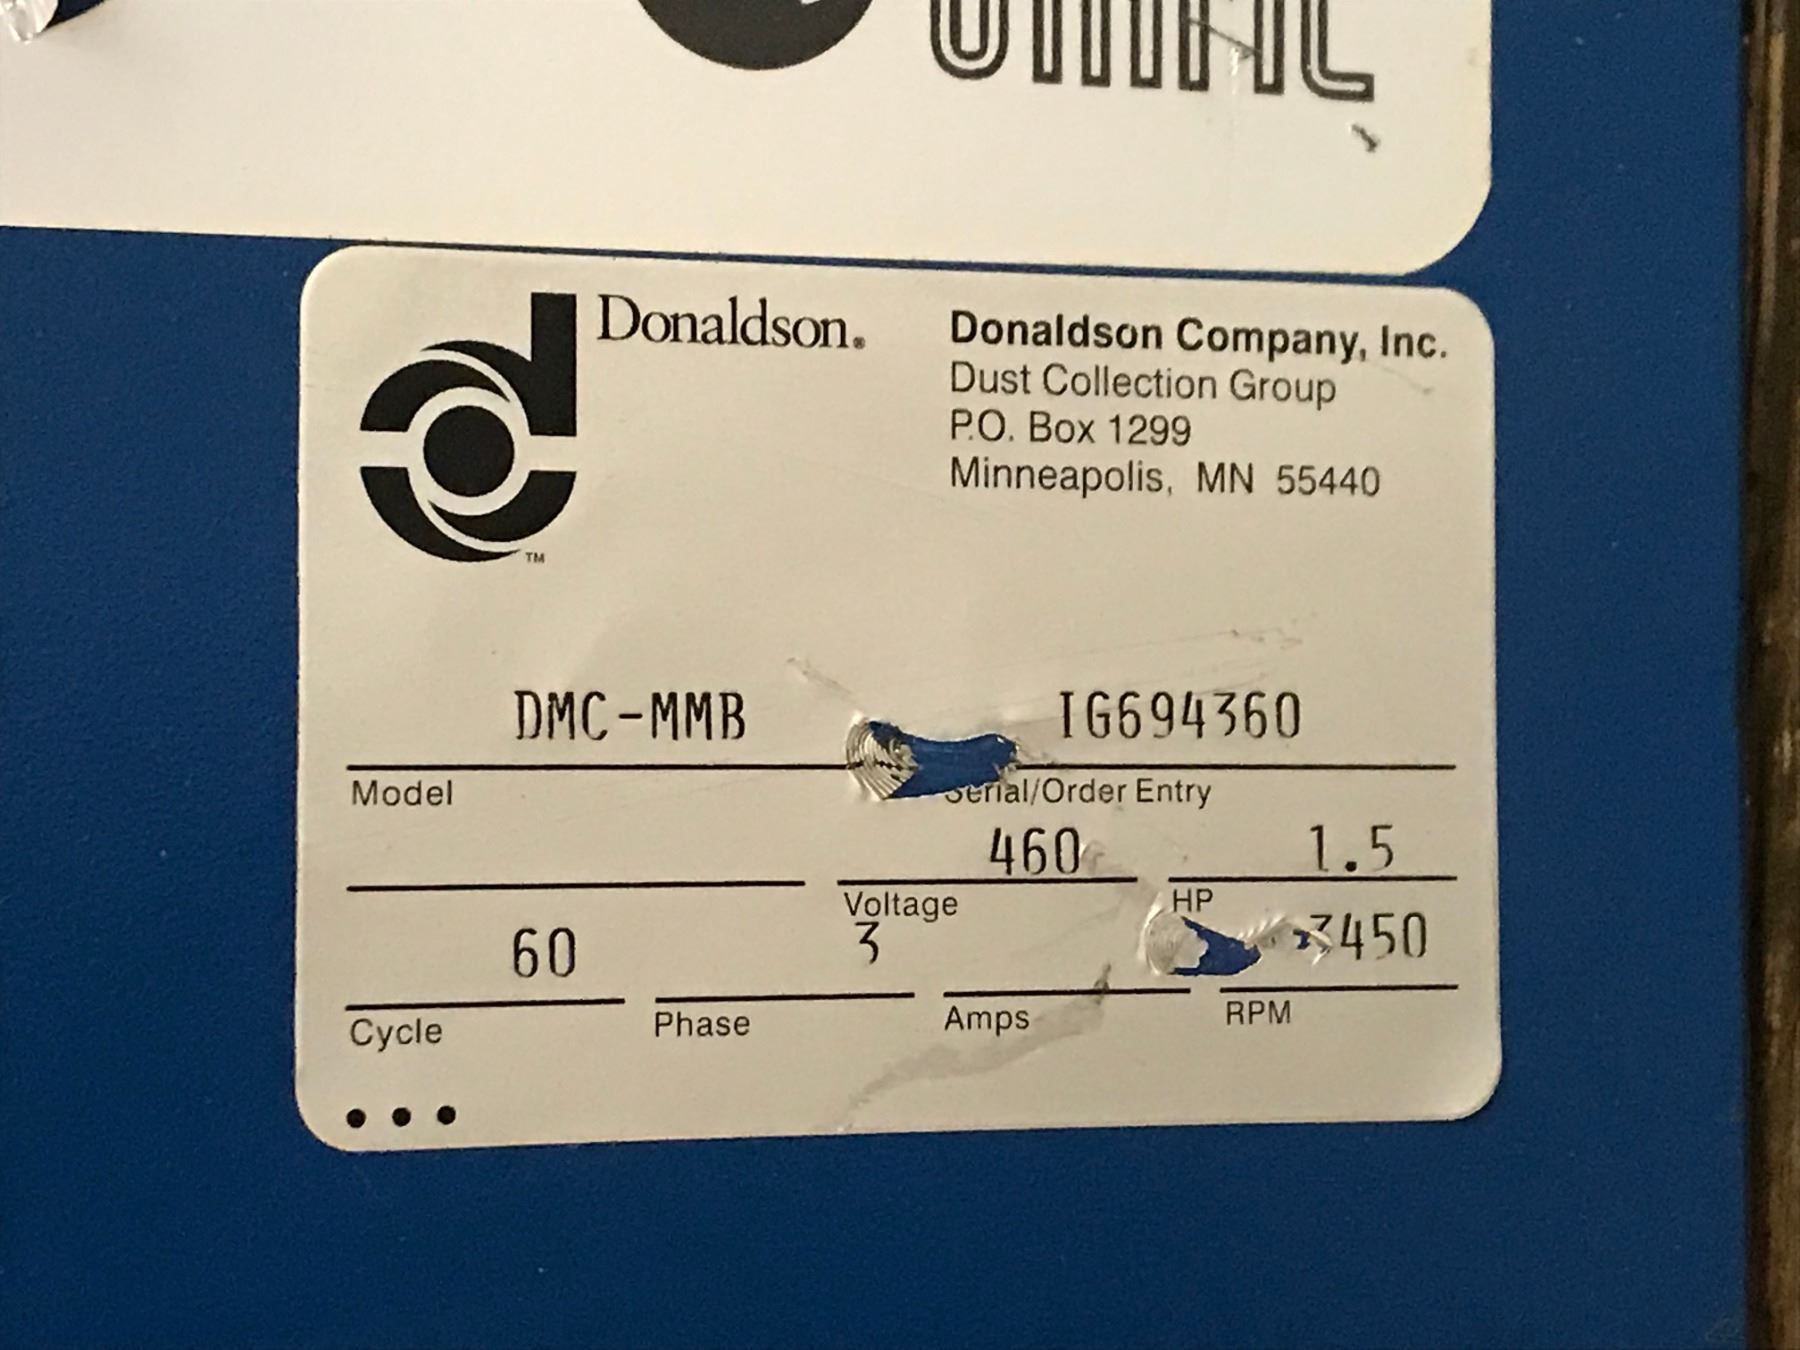 Donaldson®
Donaldson Company, Inc.
Dust Collection Group
P.O. Box 1299
Minneapolis, MN 55440
TM
DMC-MMB IG694360
Model Serial/Order Entry
460 1.5
Voltage HP
60 3 3450
Cycle Phase Amps RPM